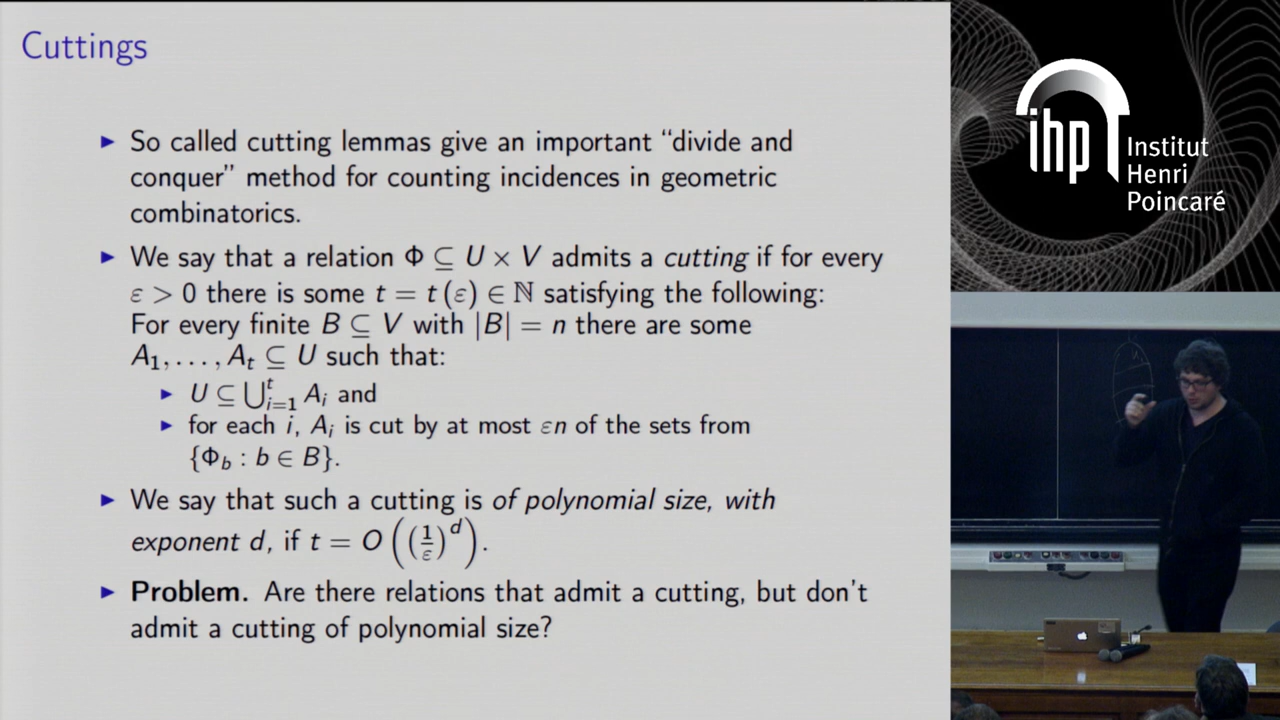 Cuttings
▶ So called cutting lemmas give an important “divide and
conquer” method for counting incidences in geometric
combinatorics.
▶ We say that a relation Φ ⊆ U × V admits a cutting if for every
ε > 0 there is some t = t (ε) ∈ ℕ satisfying the following:
For every finite B ⊆ V with |B| = n there are some
A₁, . . . , Aₜ ⊆ U such that:
▶ U ⊆ ⋃ᵢ₌₁ᵗ Aᵢ and
▶ for each i, Aᵢ is cut by at most εn of the sets from
{Φ_b : b ∈ B}.
▶ We say that such a cutting is of polynomial size, with
exponent d, if t = O ((1/ε)^d).
▶ Problem. Are there relations that admit a cutting, but don’t
admit a cutting of polynomial size?
ihp
Institut
Henri
Poincaré